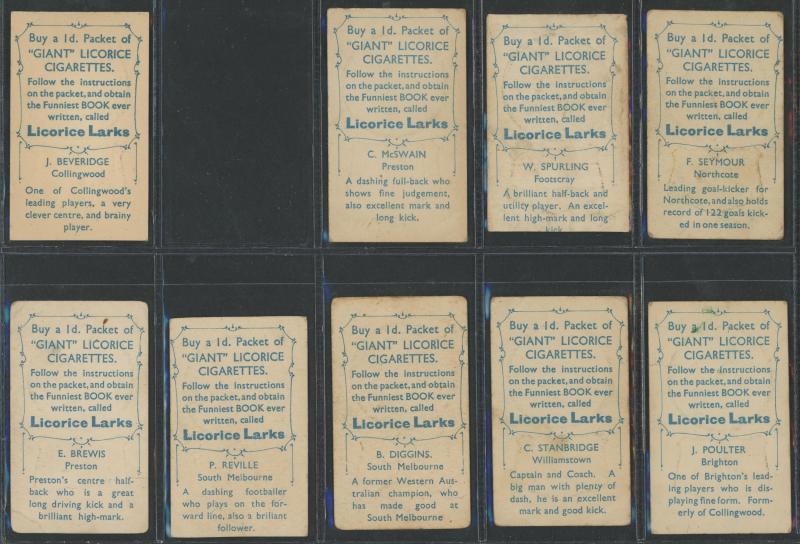 Buy a 1d. Packet of
"GIANT" LICORICE
CIGARETTES.
Follow the instructions
on the packet, and obtain
the Funniest BOOK ever
written, called
Licorice Larks
J. BEVERIDGE
Collingwood
One of Collingwood's
leading players, a very
clever centre, and brainy
player.
Buy a 1d. Packet of
"GIANT" LICORICE
CIGARETTES.
Follow the instructions
on the packet, and obtain
the Funniest BOOK ever
written, called
Licorice Larks
C. McSWAIN
Preston
A dashing full-back who
shows fine judgement,
also excellent mark and
long kick.
Buy a 1d. Packet of
"GIANT" LICORICE
CIGARETTES.
Follow the instructions
on the packet, and obtain
the Funniest BOOK ever
written, called
Licorice Larks
W. SPURLING
Footscray
A brilliant half-back and
utility player. An excel-
lent high-mark and long
kick.
Buy a 1d. Packet of
"GIANT" LICORICE
CIGARETTES.
Follow the instructions
on the packet, and obtain
the Funniest BOOK ever
written, called
Licorice Larks
F. SEYMOUR
Northcote
Leading goal-kicker for
Northcote, and also holds
record of 122 goals kick-
ed in one season.
Buy a 1d. Packet of
"GIANT" LICORICE
CIGARETTES.
Follow the instructions
on the packet, and obtain
the Funniest BOOK ever
written, called
Licorice Larks
E. BREWIS
Preston
Preston's centre half-
back who is a great
long driving kick and a
brilliant high-mark.
Buy a 1d. Packet of
"GIANT" LICORICE
CIGARETTES.
Follow the instructions
on the packet, and obtain
the Funniest BOOK ever
written, called
Licorice Larks
P. REVILLE
South Melbourne
A dashing footballer
who plays on the for-
ward line, also a brilliant
follower.
Buy a 1d. Packet of
"GIANT" LICORICE
CIGARETTES.
Follow the instructions
on the packet, and obtain
the Funniest BOOK ever
written, called
Licorice Larks
B. DIGGINS.
South Melbourne
A former Western Aus-
tralian champion, who
has made good at
South Melbourne
Buy a 1d. Packet of
"GIANT" LICORICE
CIGARETTES.
Follow the instructions
on the packet, and obtain
the Funniest BOOK ever
written, called
Licorice Larks
C. STANBRIDGE
Williamstown
Captain and Coach. A
big man with plenty of
dash, he is an excellent
mark and good kick.
Buy a 1d. Packet of
"GIANT" LICORICE
CIGARETTES.
Follow the instructions
on the packet, and obtain
the Funniest BOOK ever
written, called
Licorice Larks
J. POULTER
Brighton
One of Brighton's lead-
ing players who is dis-
playing fine form. Form-
erly of Collingwood.